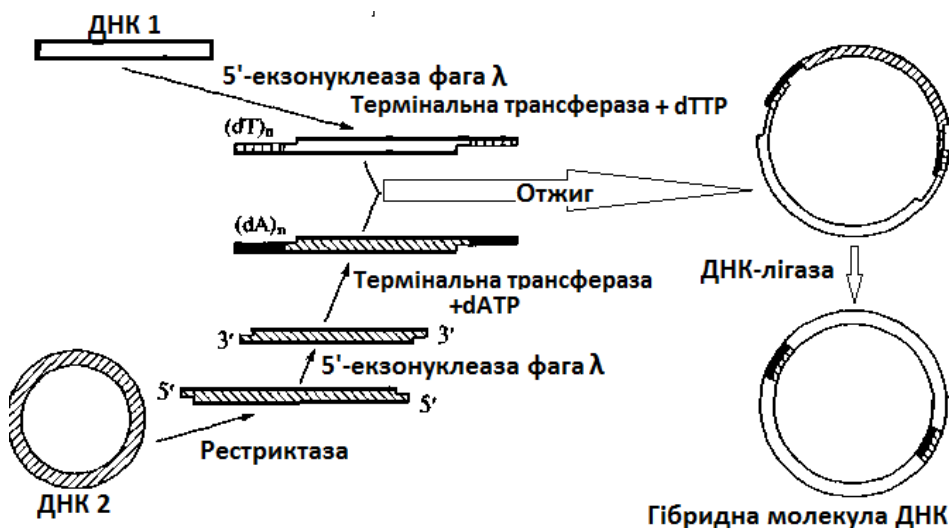 ДНК 1
5'-екзонуклеаза фага λ
Термінальна трансфераза + dTTP
(dT)n
Отжиг
(dA)n
ДНК-лігаза
Термінальна трансфераза
+dATP
3' 3'
5'-екзонуклеаза фага λ
5' 5'
Рестриктаза
ДНК 2
Гібридна молекула ДНК